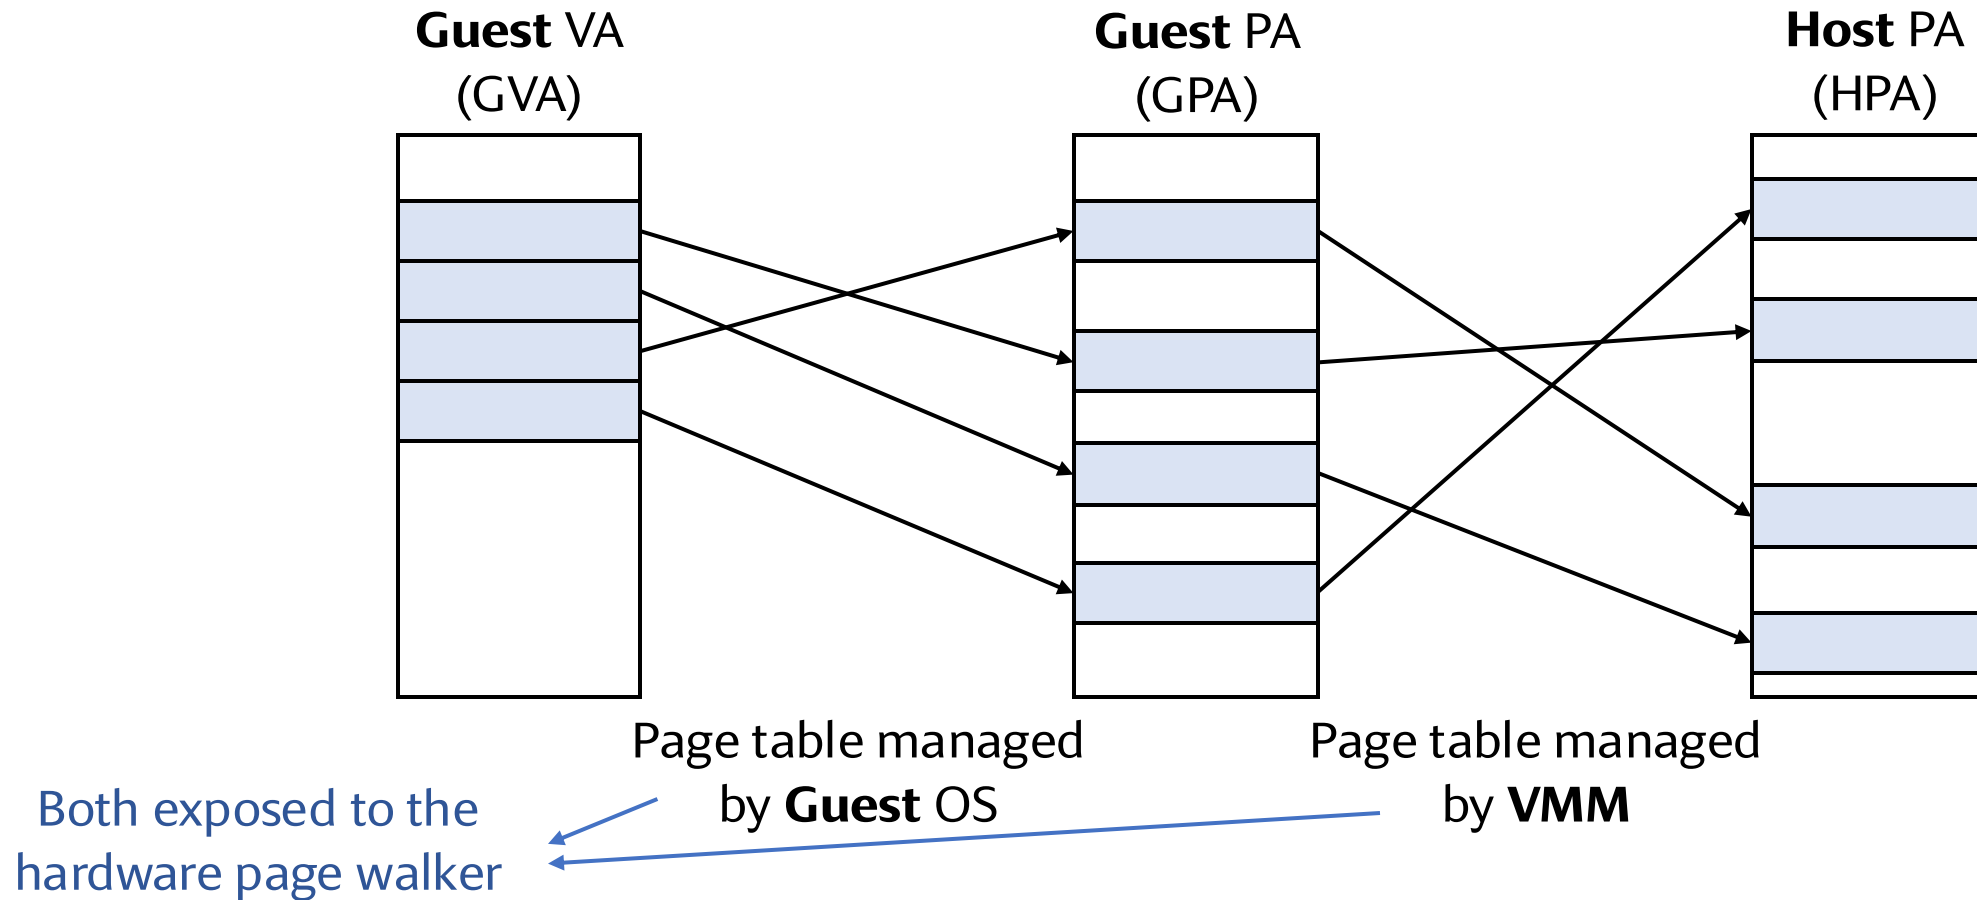 Guest VA
(GVA)
Guest PA
(GPA)
Host PA
(HPA)
Page table managed
by Guest OS
Page table managed
by VMM
Both exposed to the
hardware page walker